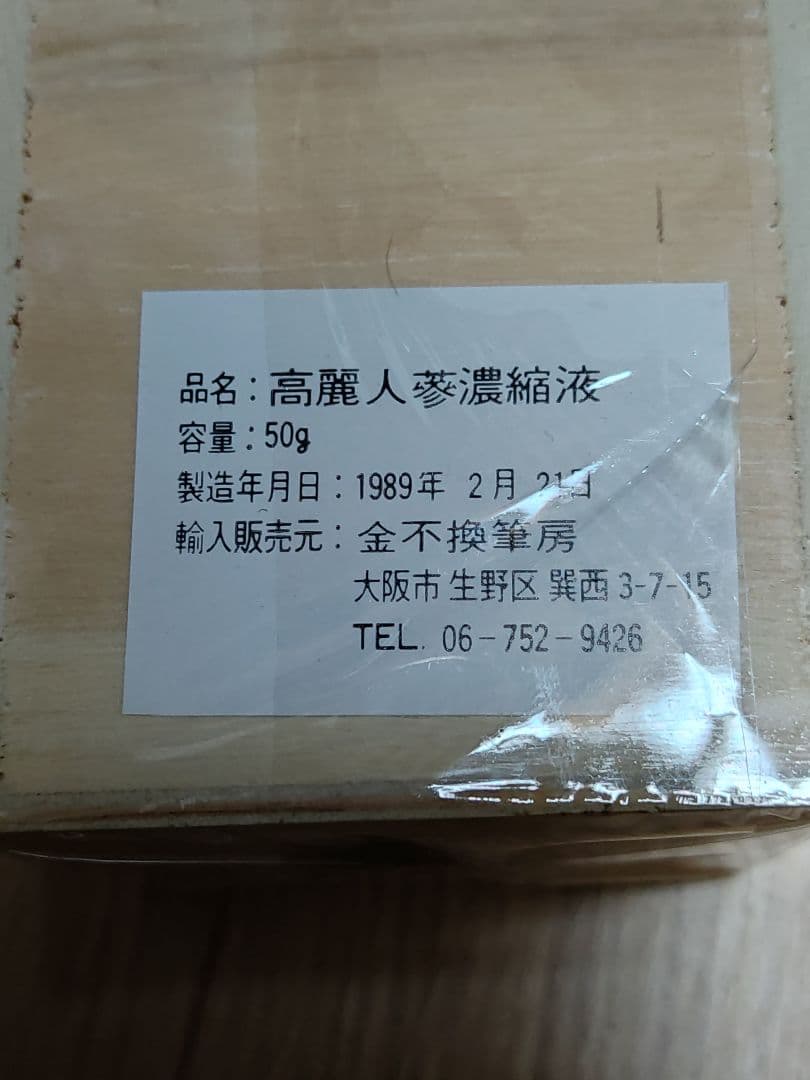 品名：高麗人蔘濃縮液
容量：50g
製造年月日：1989年 2月 21日
輸入販売元：金不換筆房
大阪市生野区巽西3-7-15
TEL. 06-752-9426